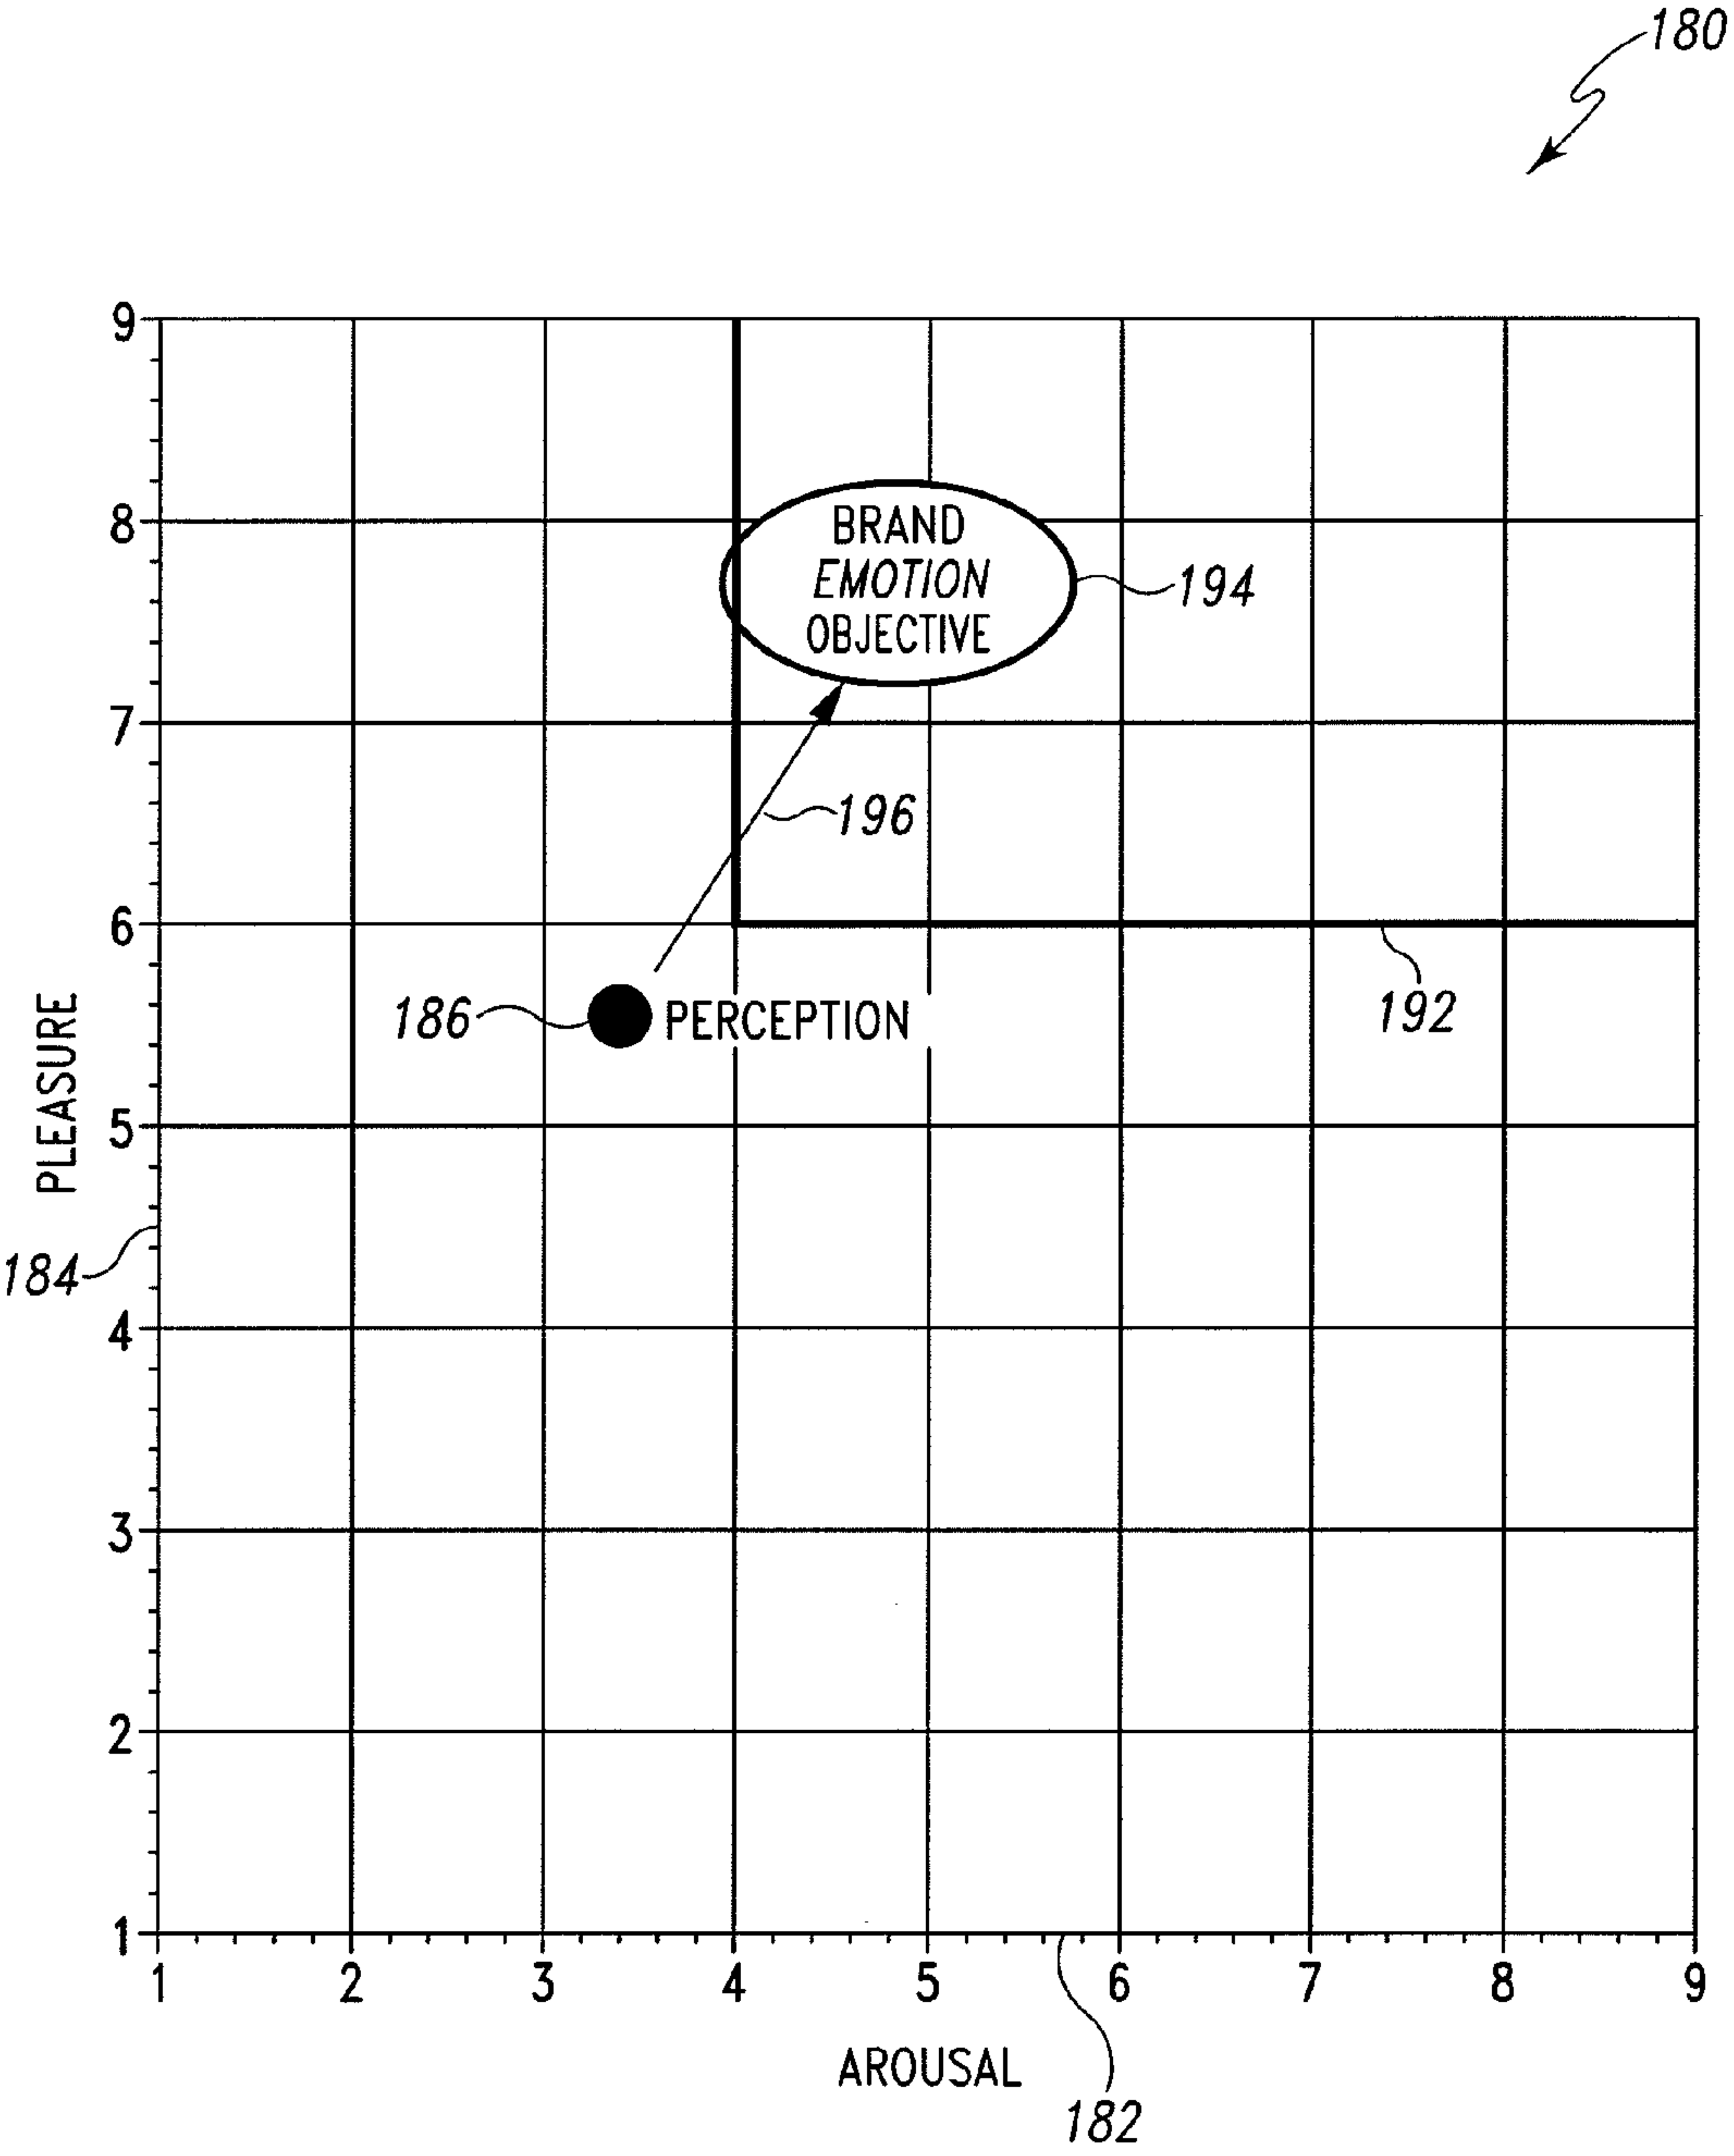 180
9
8
BRAND
EMOTION
OBJECTIVE
194
7
196
6
186
PERCEPTION
192
PLEASURE
5
184
4
3
2
1
1 2 3 4 5 6 7 8 9
AROUSAL
182